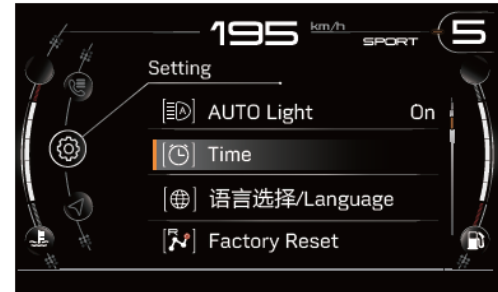 195 km/h SPORT 5
Setting
AUTO Light On
Time
语言选择/Language
Factory Reset